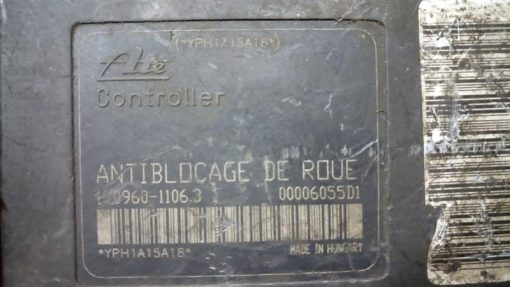 (*YPH1A15A18*)
Ate
Controller
ANTIBLOCAGE DE ROUE
00006055D1
*YPH1A15A18*
MADE IN HUNGARY